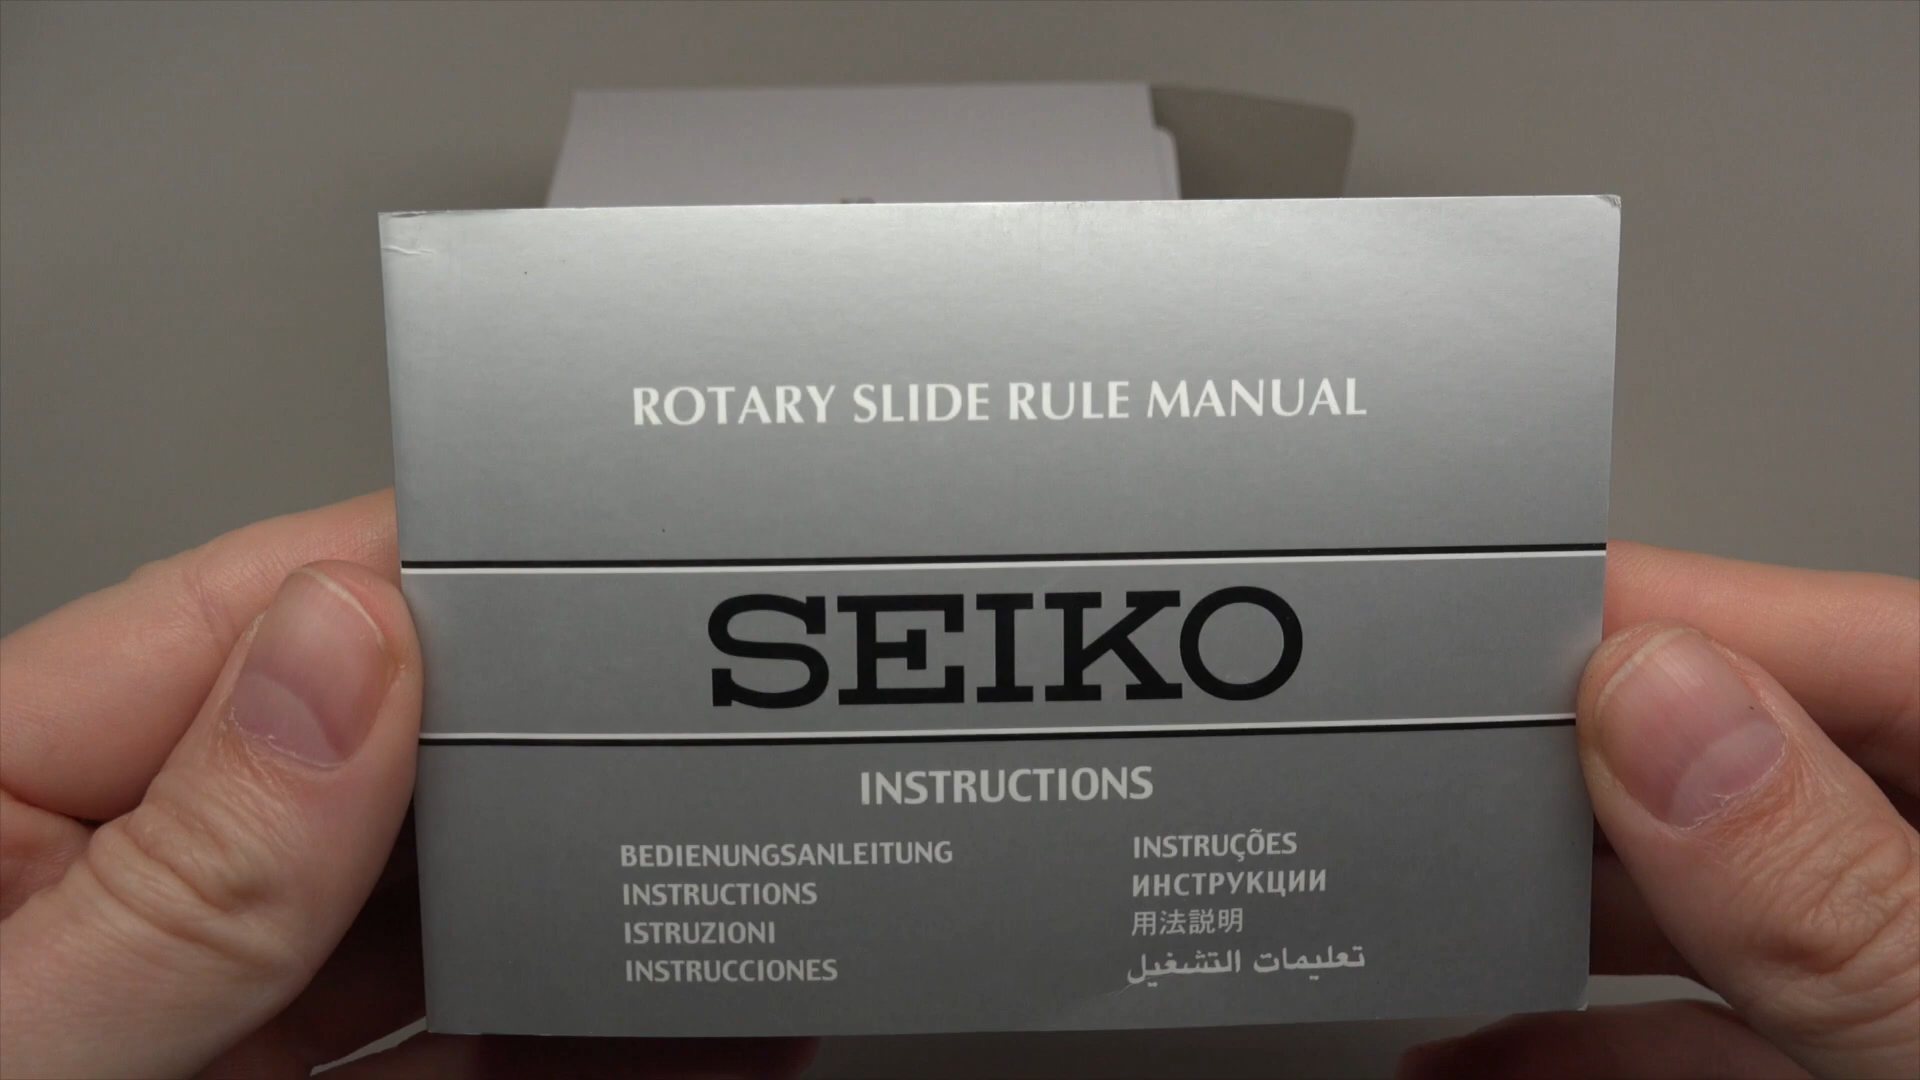 ROTARY SLIDE RULE MANUAL
SEIKO
INSTRUCTIONS
BEDIENUNGSANLEITUNG
INSTRUCTIONS
ISTRUZIONI
INSTRUCCIONES
INSTRUÇÕES
ИНСТРУКЦИИ
用法説明
تعليمات التشغيل